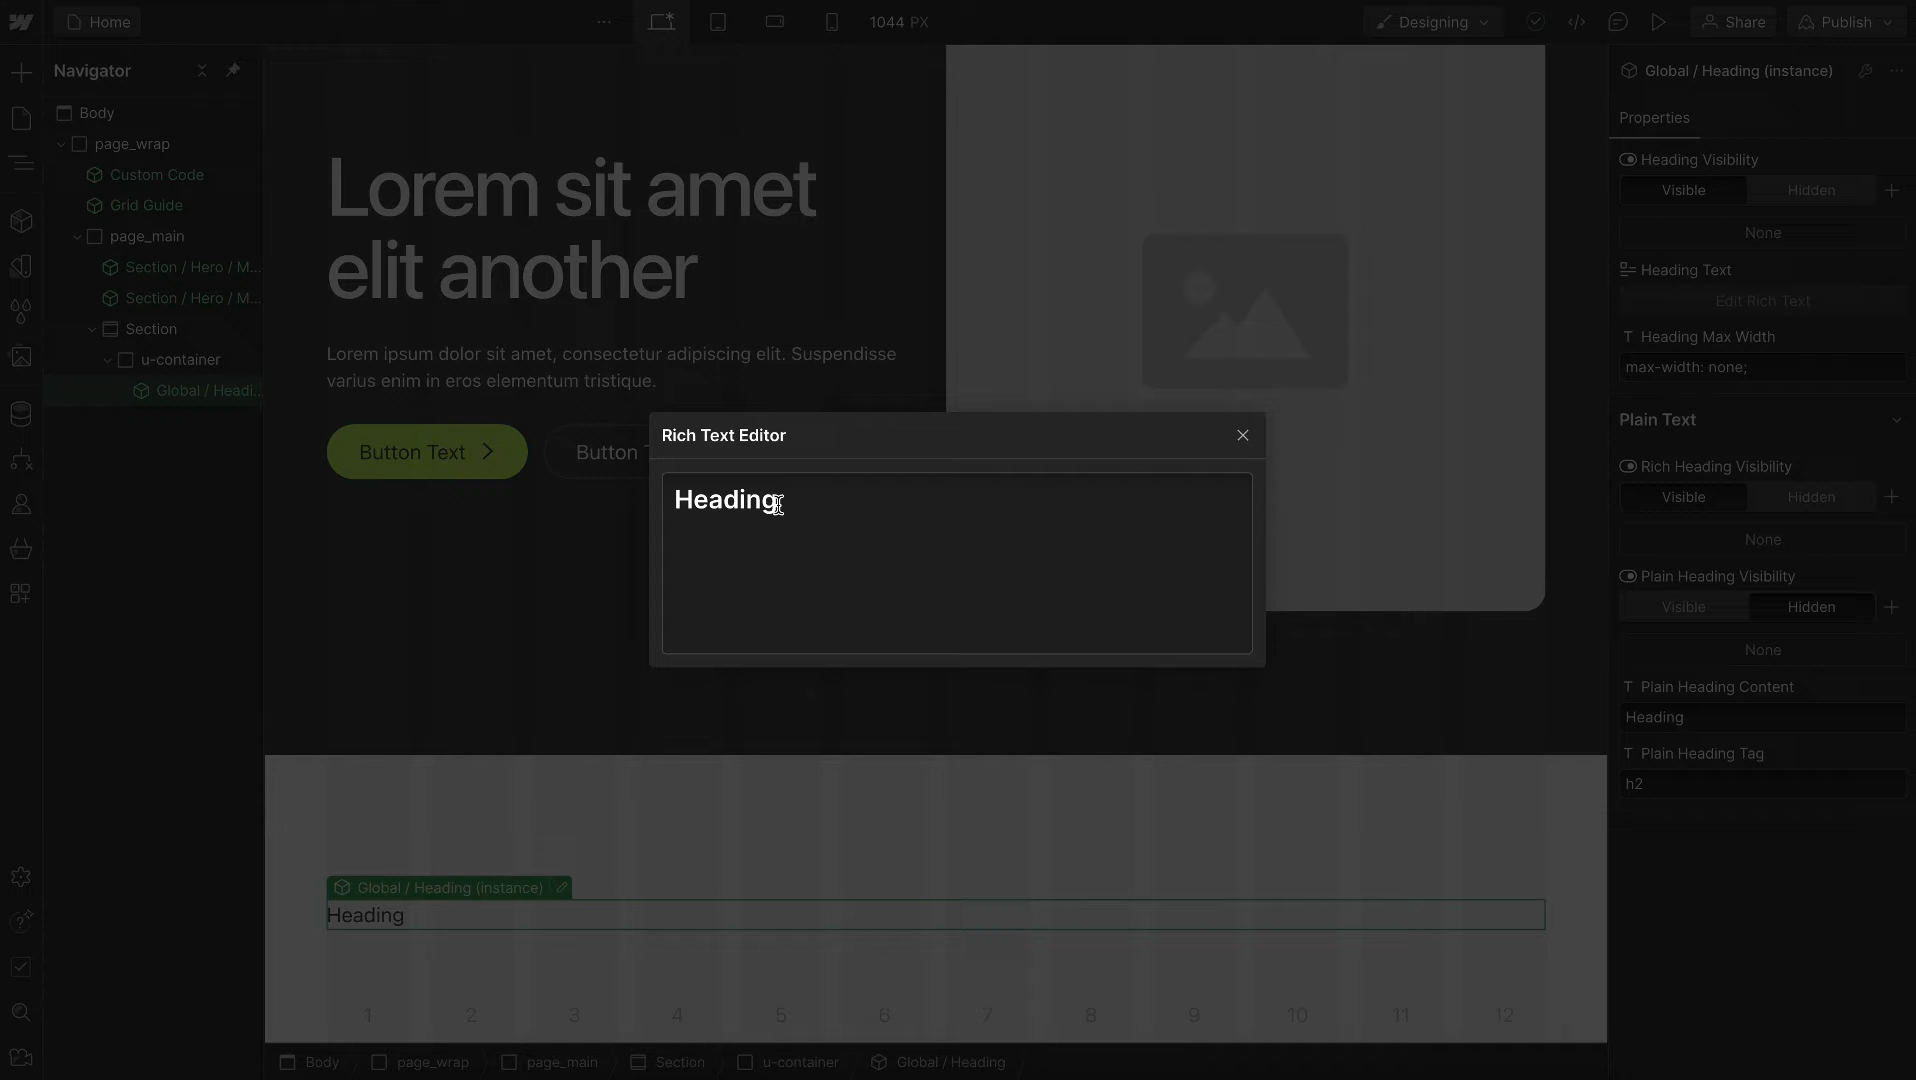 Home
1044 PX
Designing
Share
Publish
Navigator
Body
page_wrap
Custom Code
Grid Guide
page_main
Section / Hero / M...
Section / Hero / M...
Section
u-container
Global / Headi...
Lorem sit amet
elit another
Lorem ipsum dolor sit amet, consectetur adipiscing elit. Suspendisse
varius enim in eros elementum tristique.
Button Text
Button T
Rich Text Editor
Heading
Global / Heading (instance)
Heading
1 2 3 4 5 6 7 8 9 10 11 12
Body page_wrap page_main Section u-container Global / Heading
Global / Heading (instance)
Properties
Heading Visibility
Visible Hidden
None
Heading Text
Edit Rich Text
Heading Max Width
max-width: none;
Plain Text
Rich Heading Visibility
Visible Hidden
None
Plain Heading Visibility
Visible Hidden
None
Plain Heading Content
Heading
Plain Heading Tag
h2